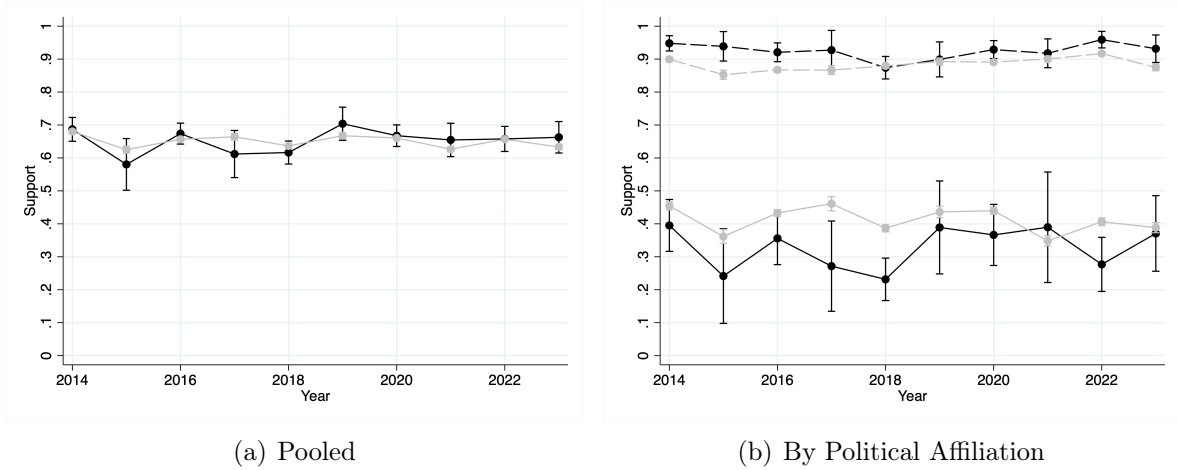 1
.9
.8
.7
.6
.5
.4
.3
.2
.1
0
Support
2014 2016 2018 2020 2022
Year
(a) Pooled
1
.9
.8
.7
.6
.5
.4
.3
.2
.1
0
Support
2014 2016 2018 2020 2022
Year
(b) By Political Affiliation